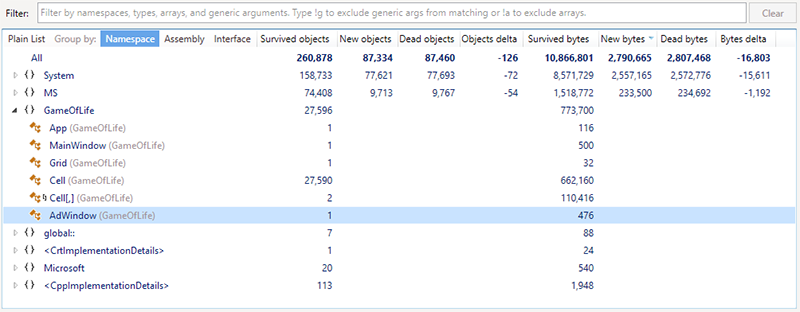 Filter: Filter by namespaces, types, arrays, and generic arguments. Type !g to exclude generic args from matching or !a to exclude arrays. Clear
Plain List Group by: Namespace Assembly Interface Survived objects New objects Dead objects Objects delta Survived bytes New bytes Dead bytes Bytes delta
All 260,878 87,334 87,460 -126 10,866,801 2,790,665 2,807,468 -16,803
{} System 158,733 77,621 77,693 -72 8,571,729 2,557,165 2,572,776 -15,611
{} MS 74,408 9,713 9,767 -54 1,518,772 233,500 234,692 -1,192
{} GameOfLife 27,596 773,700
App (GameOfLife) 1 116
MainWindow (GameOfLife) 1 500
Grid (GameOfLife) 1 32
Cell (GameOfLife) 27,590 662,160
Cell[,] (GameOfLife) 2 110,416
AdWindow (GameOfLife) 1 476
{} global:: 7 88
{} <CrtImplementationDetails> 1 24
{} Microsoft 20 540
{} <CppImplementationDetails> 113 1,948